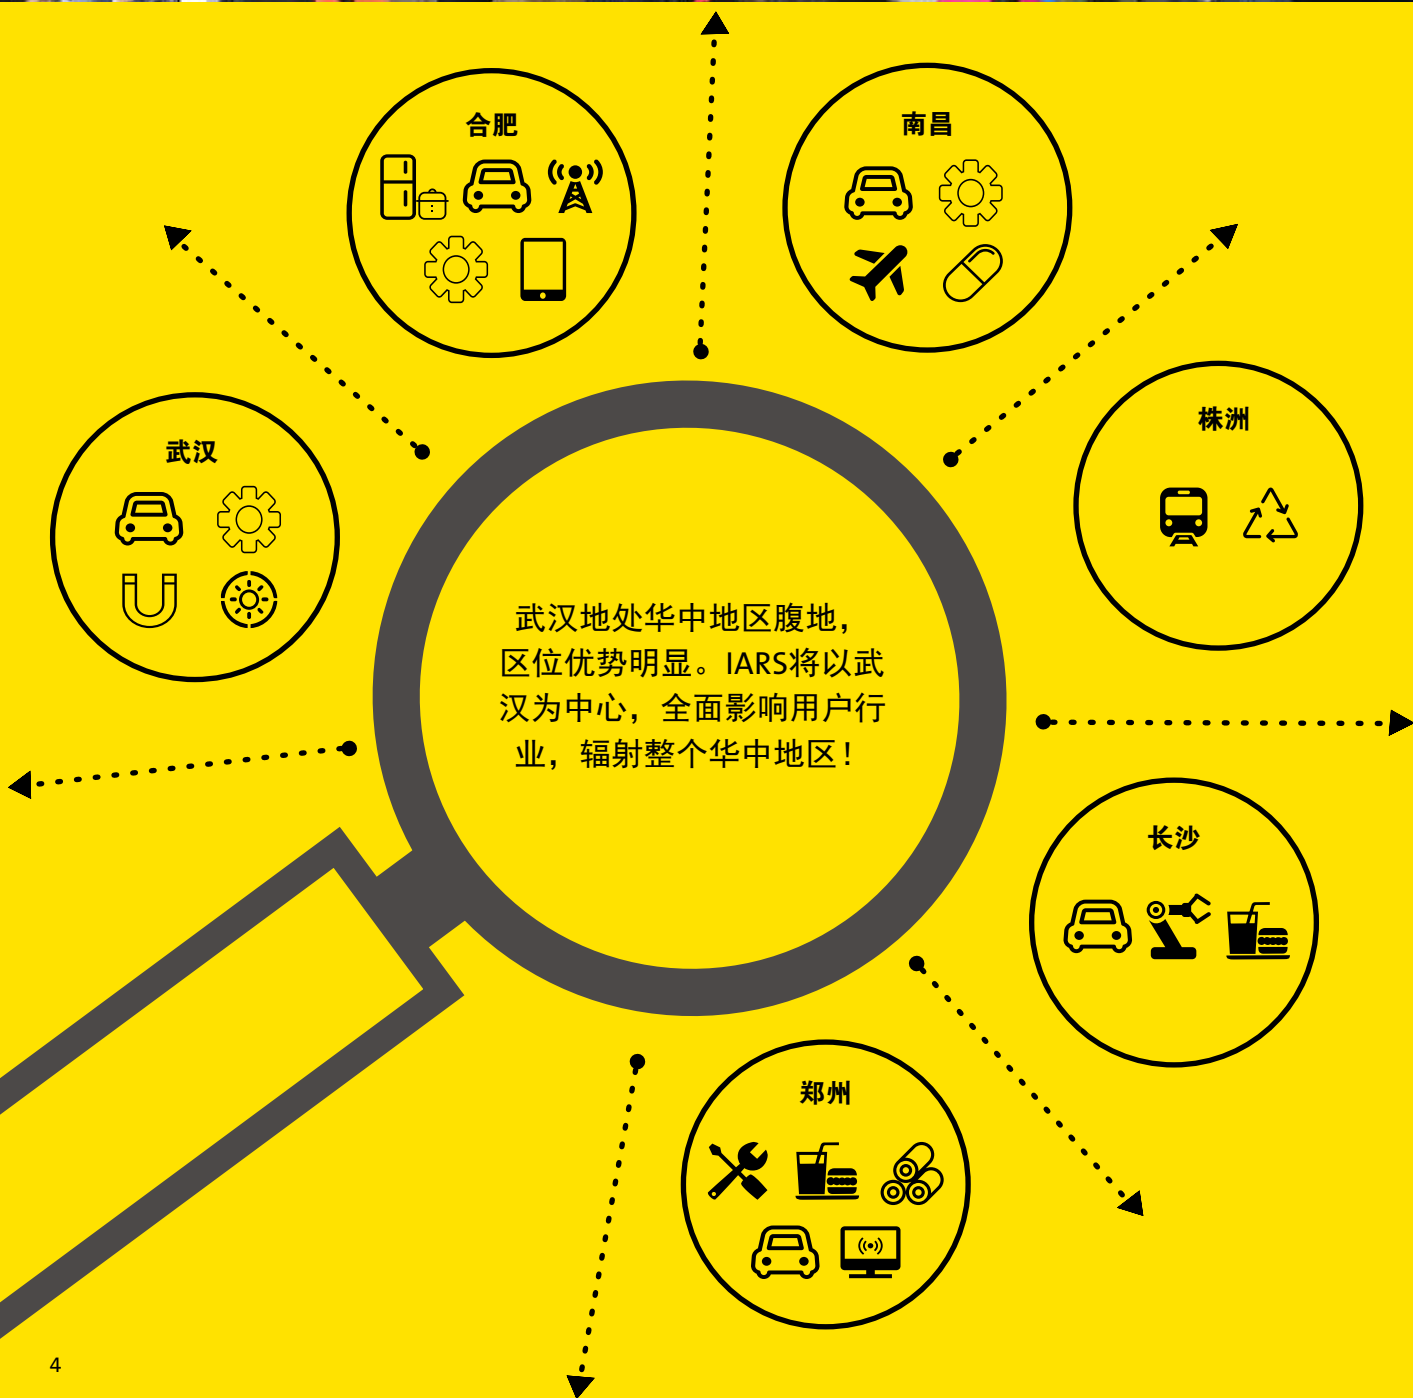 合肥
南昌
武汉
株洲
武汉地处华中地区腹地，
区位优势明显。IARS将以武
汉为中心，全面影响用户行
业，辐射整个华中地区！
长沙
郑州
4